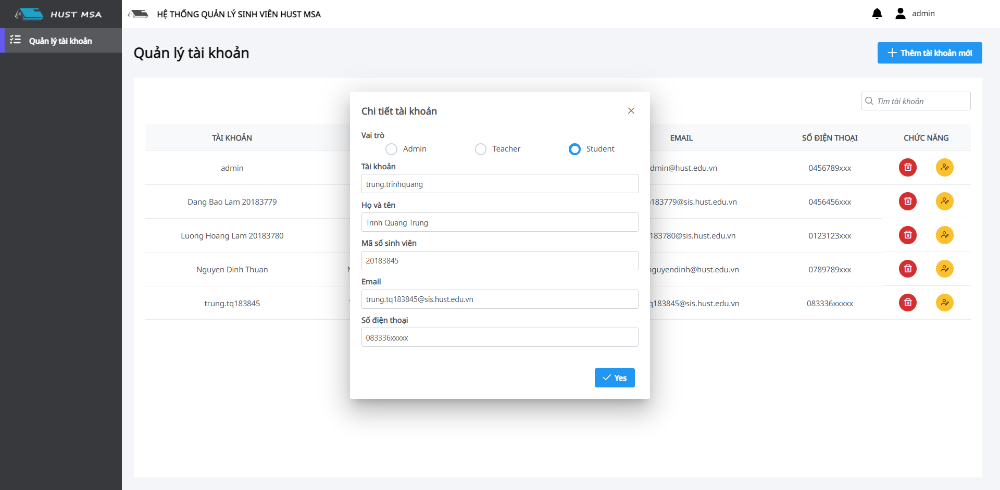 HUST MSA
HỆ THỐNG QUẢN LÝ SINH VIÊN HUST MSA
admin
Quản lý tài khoản
Quản lý tài khoản
Thêm tài khoản mới
Tìm tài khoản
TÀI KHOẢN
EMAIL
SỐ ĐIỆN THOẠI
CHỨC NĂNG
admin
dmin@hust.edu.vn
0456789xxx
Dang Bao Lam 20183779
183779@sis.hust.edu.vn
0456456xxx
Luong Hoang Lam 20183780
183780@sis.hust.edu.vn
0123123xxx
Nguyen Dinh Thuan
nguyendinh@hust.edu.vn
0789789xxx
trung.tq183845
q183845@sis.hust.edu.vn
083336xxxxx
Chi tiết tài khoản
Vai trò
Admin
Teacher
Student
Tài khoản
trung.trinhquang
Họ và tên
Trinh Quang Trung
Mã số sinh viên
20183845
Email
trung.tq183845@sis.hust.edu.vn
Số điện thoại
083336xxxxx
Yes